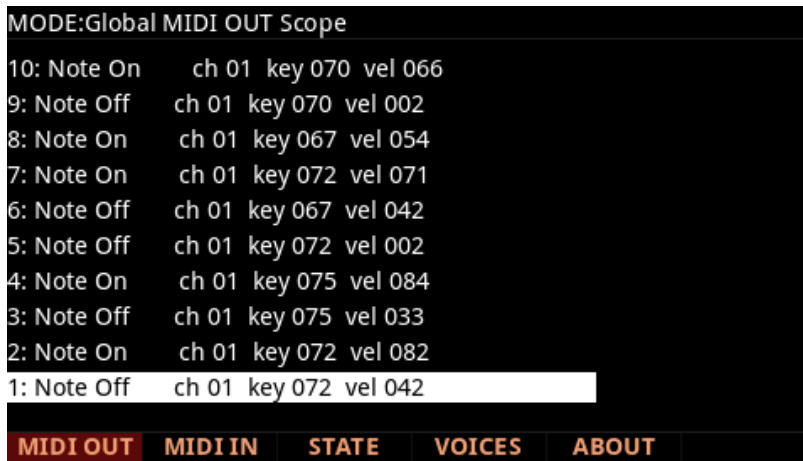 MODE:Global MIDI OUT Scope
10: Note On ch 01 key 070 vel 066
9: Note Off ch 01 key 070 vel 002
8: Note On ch 01 key 067 vel 054
7: Note On ch 01 key 072 vel 071
6: Note Off ch 01 key 067 vel 042
5: Note Off ch 01 key 072 vel 002
4: Note On ch 01 key 075 vel 084
3: Note Off ch 01 key 075 vel 033
2: Note On ch 01 key 072 vel 082
1: Note Off ch 01 key 072 vel 042
MIDI OUT MIDI IN STATE VOICES ABOUT